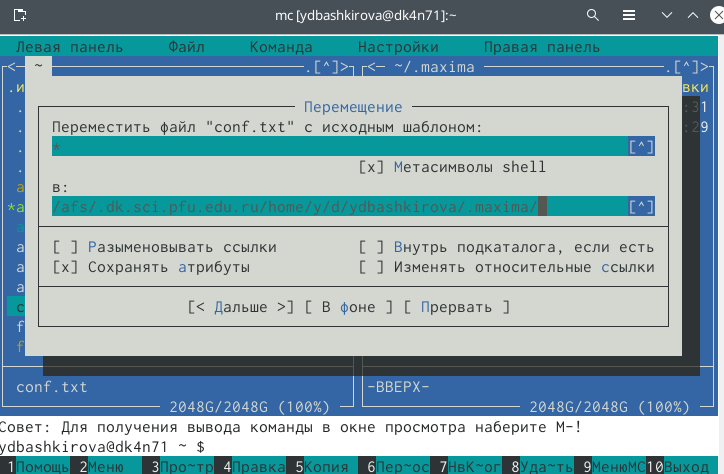 mc [ydbashkirova@dk4n71]:~
Левая панель Файл Команда Настройки Правая панель
<─ ~ .[^]> <─ ~/.maxima .[^]>
Перемещение
Переместить файл "conf.txt" с исходным шаблоном:
* [^]
[x] Метасимволы shell
в:
/afs/.dk.sci.pfu.edu.ru/home/y/d/ydbashkirova/.maxima/ [^]
[ ] Разыменовывать ссылки [ ] Внутрь подкаталога, если есть
[x] Сохранять атрибуты [ ] Изменять относительные ссылки
[< Дальше >] [ В фоне ] [ Прервать ]
conf.txt -ВВЕРХ-
2048G/2048G (100%) 2048G/2048G (100%)
Совет: Для получения вывода команды в окне просмотра наберите M-!
ydbashkirova@dk4n71 ~ $
1Помощь 2Меню 3Про~тр 4Правка 5Копия 6Пер~ос 7НвК~ог 8Уда~ть 9МенюMC 10Выход